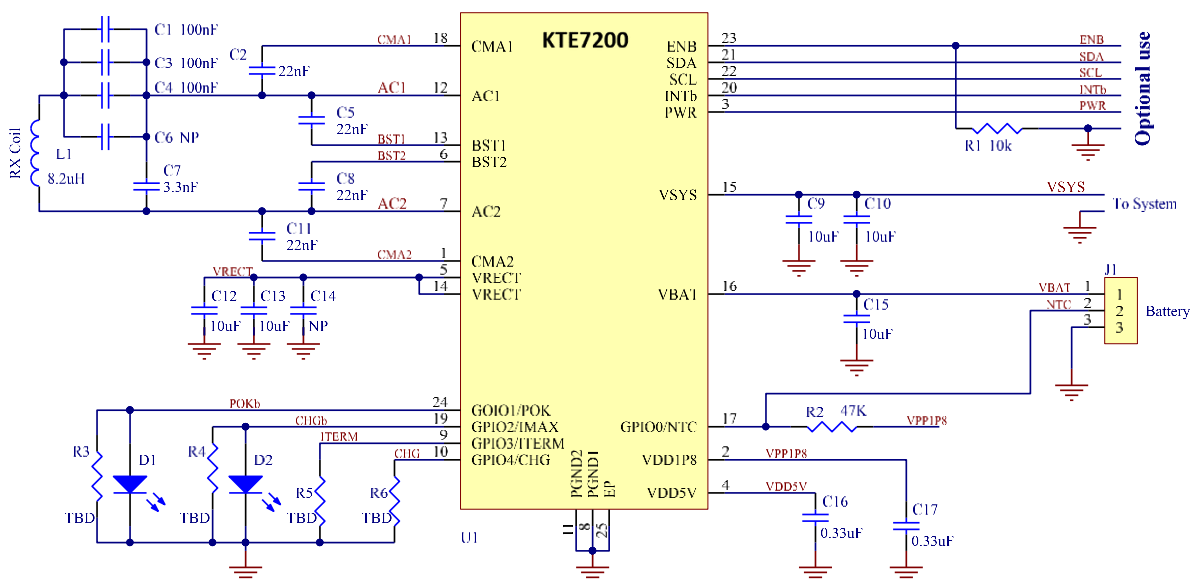 KTE7200
C1 100nF
C3 100nF
C4 100nF
C6 NP
C2
22nF
C5
22nF
C8
22nF
C7
3.3nF
C11
22nF
RX Coil
L1
8.2uH
CMA1
18
CMA1
AC1
12
AC1
BST1
13
BST1
BST2
6
BST2
AC2
7
AC2
CMA2
1
CMA2
VRECT
5
VRECT
14
VRECT
C12
10uF
C13
10uF
C14
NP
POKb
24
GOIO1/POK
CHGb
19
GPIO2/IMAX
ITERM
9
GPIO3/ITERM
CHG
10
GPIO4/CHG
R3
TBD
D1
R4
TBD
D2
R5
TBD
R6
TBD
U1
PGND2
PGND1
EP
11
8
25
ENB
23
ENB
SDA
21
SDA
SCL
22
SCL
INTb
20
INTb
PWR
3
PWR
R1 10k
Optional use
VSYS
15
VSYS
C9
10uF
C10
10uF
To System
VBAT
16
VBAT
C15
10uF
NTC
J1
1
2
3
1
2
3
Battery
GPIO0/NTC
17
R2 47K
VPP1P8
VDD1P8
2
VPP1P8
VDD5V
4
VDD5V
C16
0.33uF
C17
0.33uF